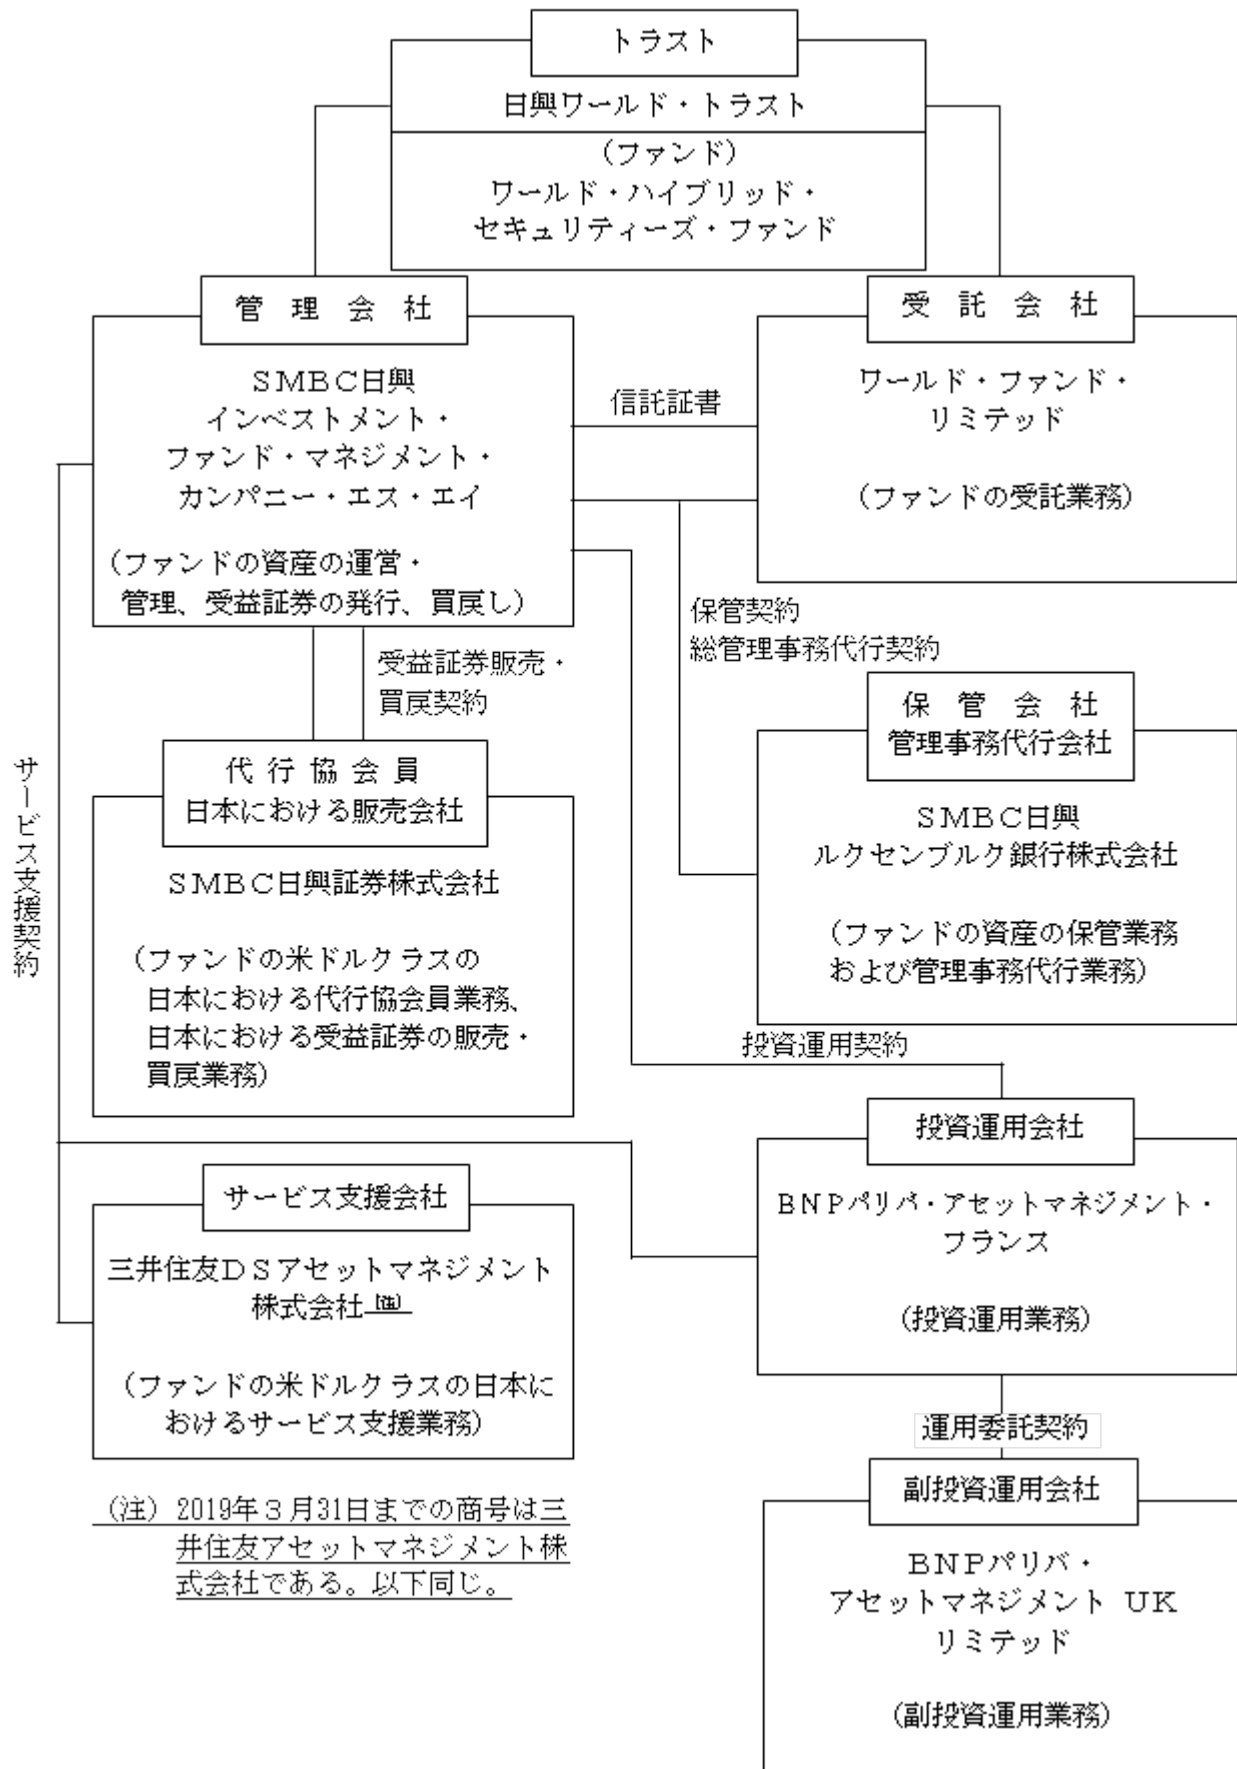 トラスト
日興ワールド・トラスト
(ファンド)
ワールド・ハイブリッド・
セキュリティーズ・ファンド
管理会社
SMBC日興
インベストメント・
ファンド・マネジメント・
カンパニー・エス・エイ
(ファンドの資産の運営・
管理、受益証券の発行、買戻し)
信託証書
受託会社
ワールド・ファンド・
リミテッド
(ファンドの受託業務)
保管契約
総管理事務代行契約
受益証券販売・
買戻契約
保管会社
管理事務代行会社
SMBC日興
ルクセンブルク銀行株式会社
(ファンドの資産の保管業務
および管理事務代行業務)
代行協会員
日本における販売会社
SMBC日興証券株式会社
(ファンドの米ドルクラスの
日本における代行協会員業務、
日本における受益証券の販売・
買戻業務)
サービス支援契約
投資運用契約
投資運用会社
BNPパリバ・アセットマネジメント・
フランス
(投資運用業務)
サービス支援会社
三井住友DSアセットマネジメント
株式会社(注)
(ファンドの米ドルクラスの日本に
おけるサービス支援業務)
運用委託契約
副投資運用会社
BNPパリバ・
アセットマネジメント UK
リミテッド
(副投資運用業務)
(注) 2019年3月31日までの商号は三
井住友アセットマネジメント株
式会社である。以下同じ。